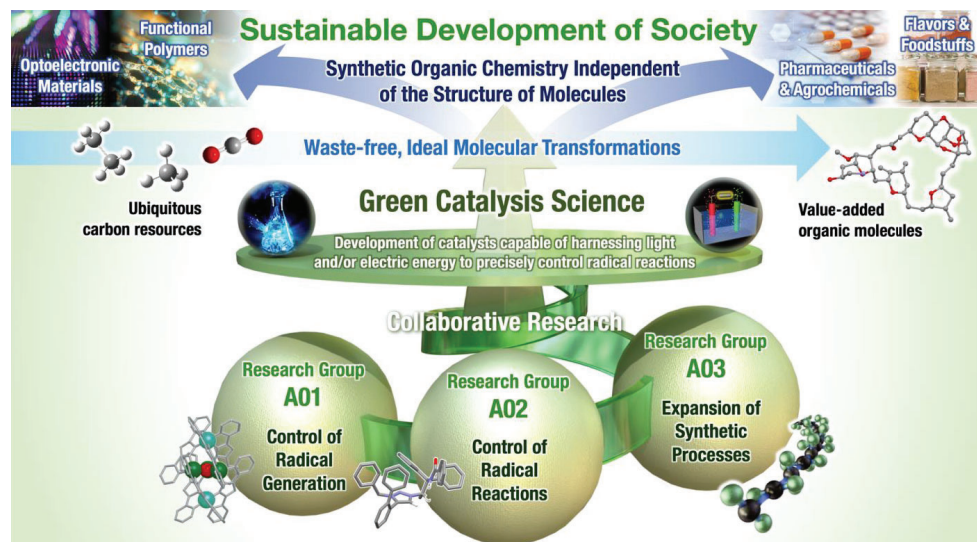 Sustainable Development of Society
Functional
Polymers
Optoelectronic
Materials
Synthetic Organic Chemistry Independent
of the Structure of Molecules
Flavors &
Foodstuffs
Pharmaceuticals
& Agrochemicals
Waste-free, Ideal Molecular Transformations
Ubiquitous
carbon resources
Green Catalysis Science
Value-added
organic molecules
Development of catalysts capable of harnessing light
and/or electric energy to precisely control radical reactions
Collaborative Research
Research Group
A01
Control of
Radical
Generation
Research Group
A02
Control of
Radical
Reactions
Research Group
A03
Expansion of
Synthetic
Processes